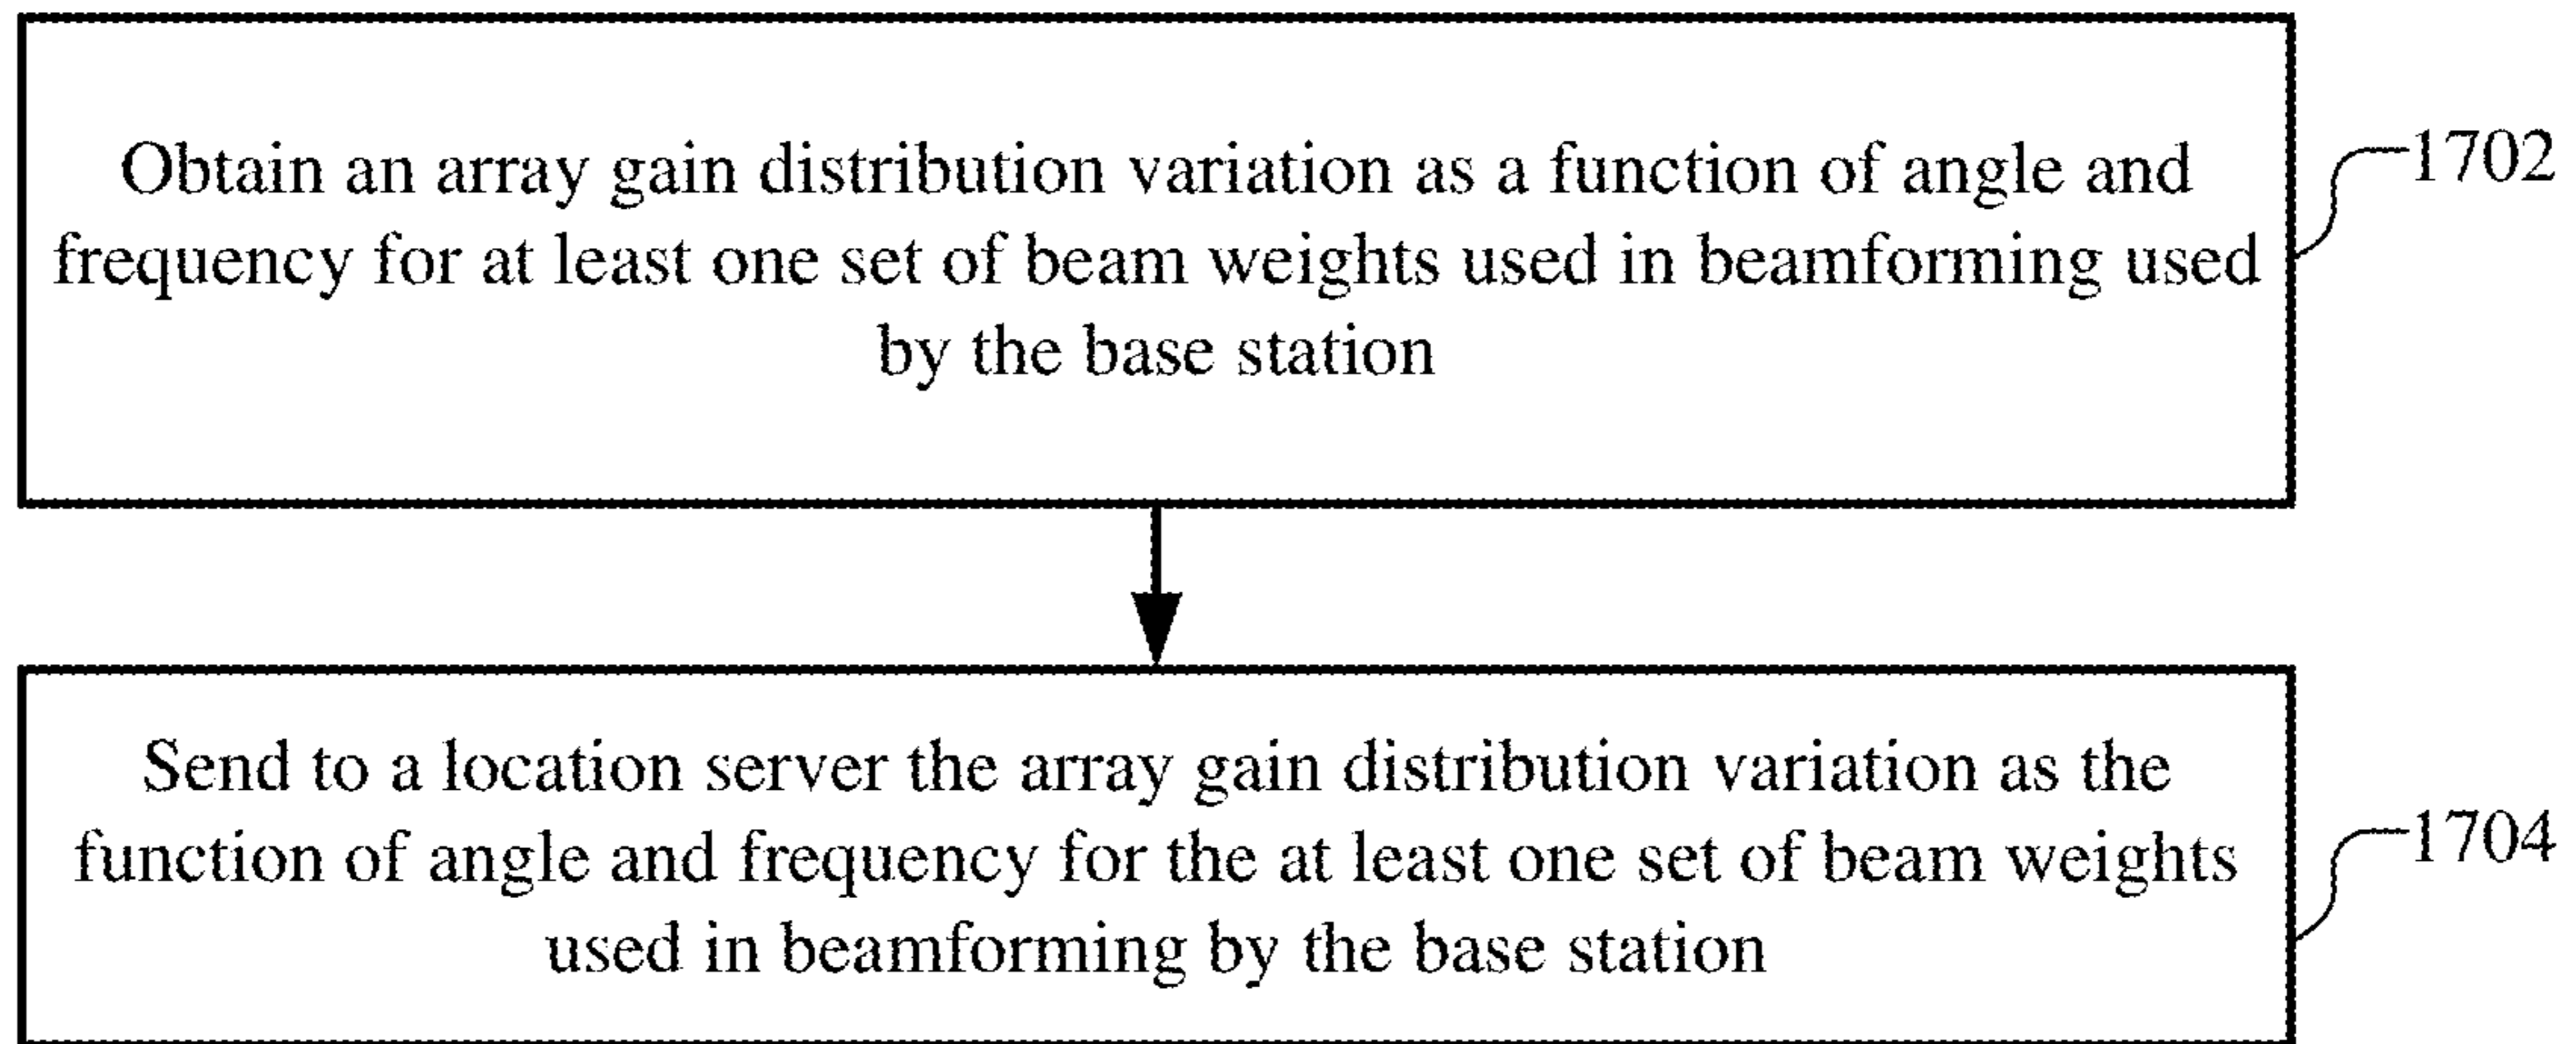 Obtain an array gain distribution variation as a function of angle and
frequency for at least one set of beam weights used in beamforming used
by the base station
1702
Send to a location server the array gain distribution variation as the
function of angle and frequency for the at least one set of beam weights
used in beamforming by the base station
1704